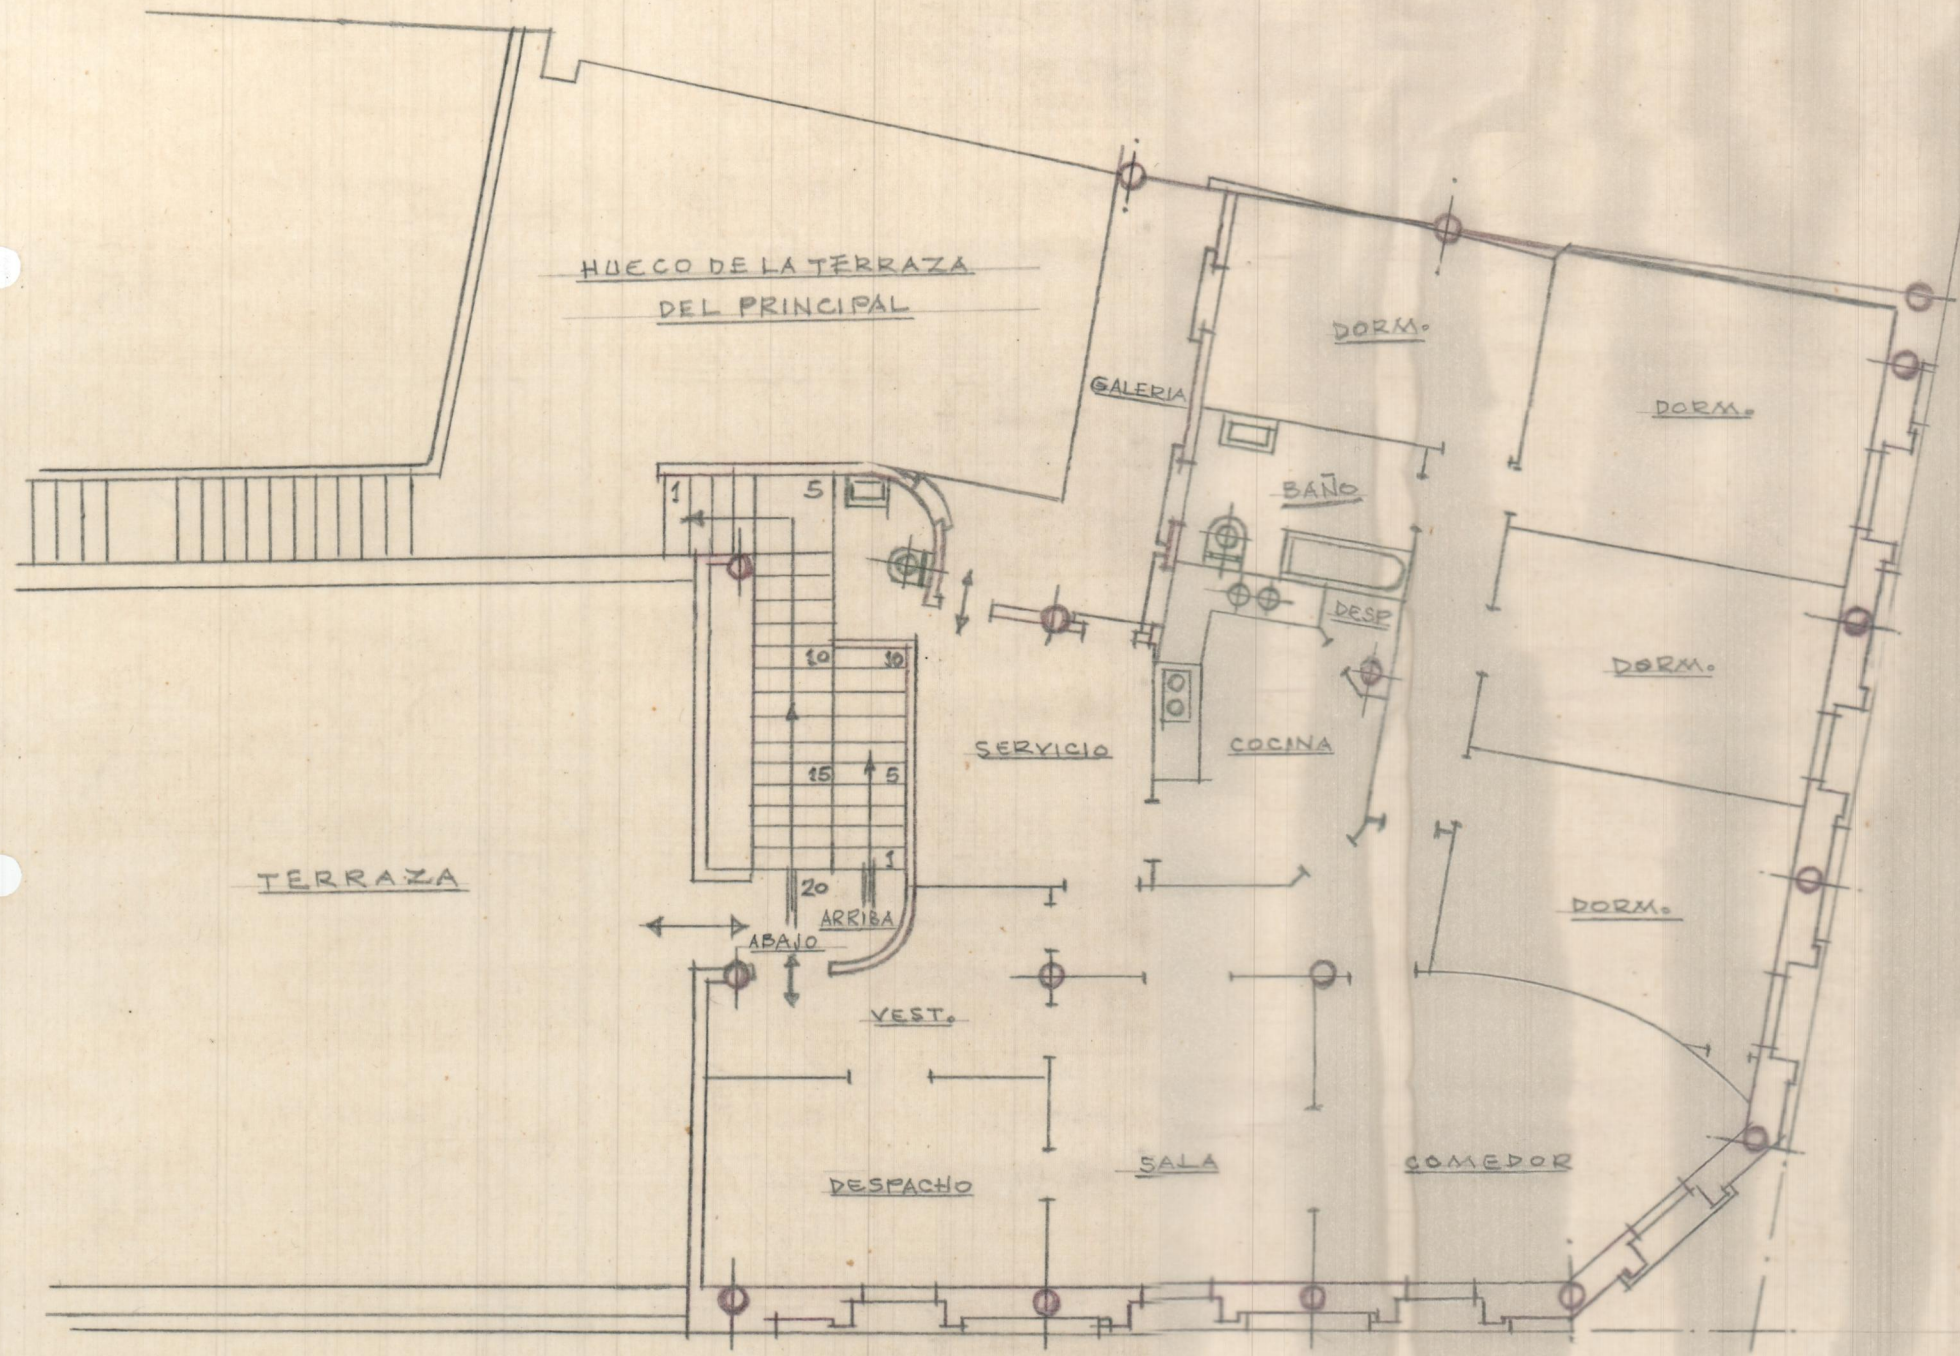 HUECO DE LA TERRAZA
DEL PRINCIPAL
DORM.
GALERIA
DORM.
1
5
BAÑO
DESP
10
10
DORM.
SERVICIO
COCINA
15
5
1
TERRAZA
20
ARRIBA
ABAJO
DORM.
VEST.
DESPACHO
SALA
COMEDOR